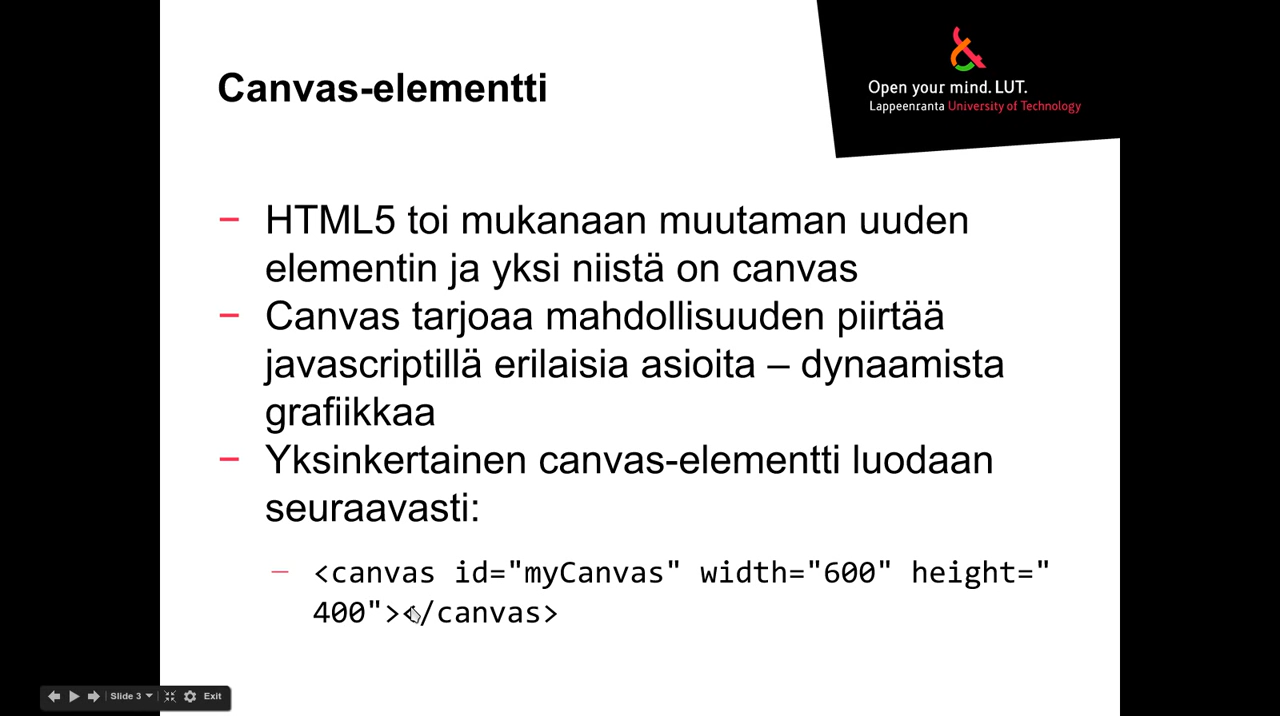 Canvas-elementti
Open your mind. LUT.
Lappeenranta University of Technology
– HTML5 toi mukanaan muutaman uuden
elementin ja yksi niistä on canvas
– Canvas tarjoaa mahdollisuuden piirtää
javascriptillä erilaisia asioita – dynaamista
grafiikkaa
– Yksinkertainen canvas-elementti luodaan
seuraavasti:
– <canvas id="myCanvas" width="600" height="
400"></canvas>
Slide 3 Exit